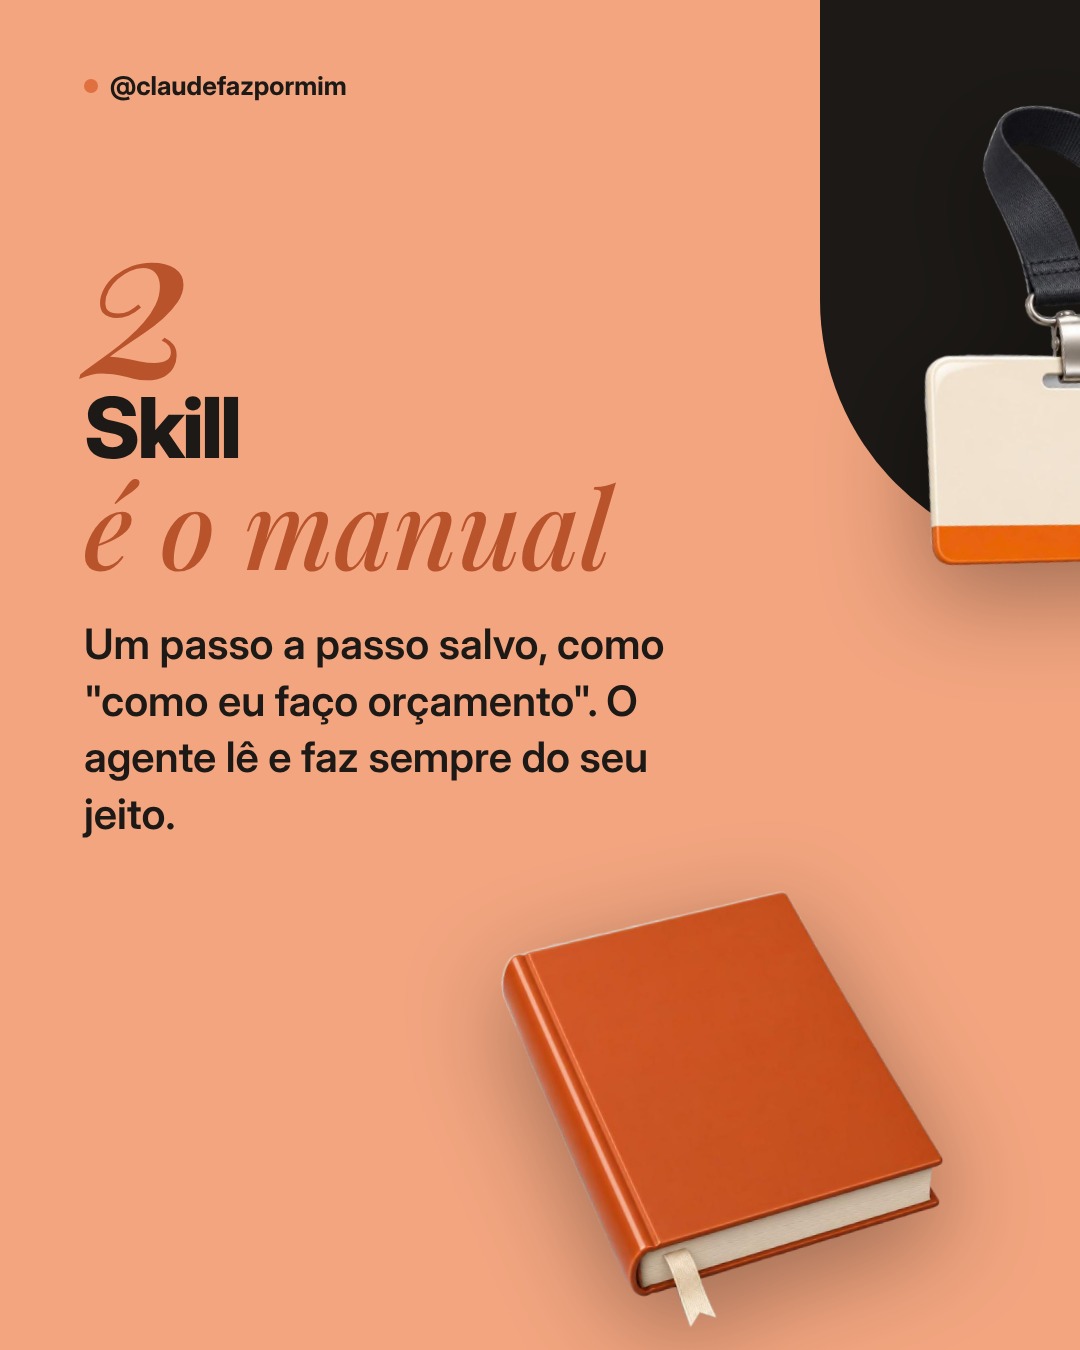 @claudefazpormim
2
Skill
é o manual
Um passo a passo salvo, como
"como eu faço orçamento". O
agente lê e faz sempre do seu
jeito.